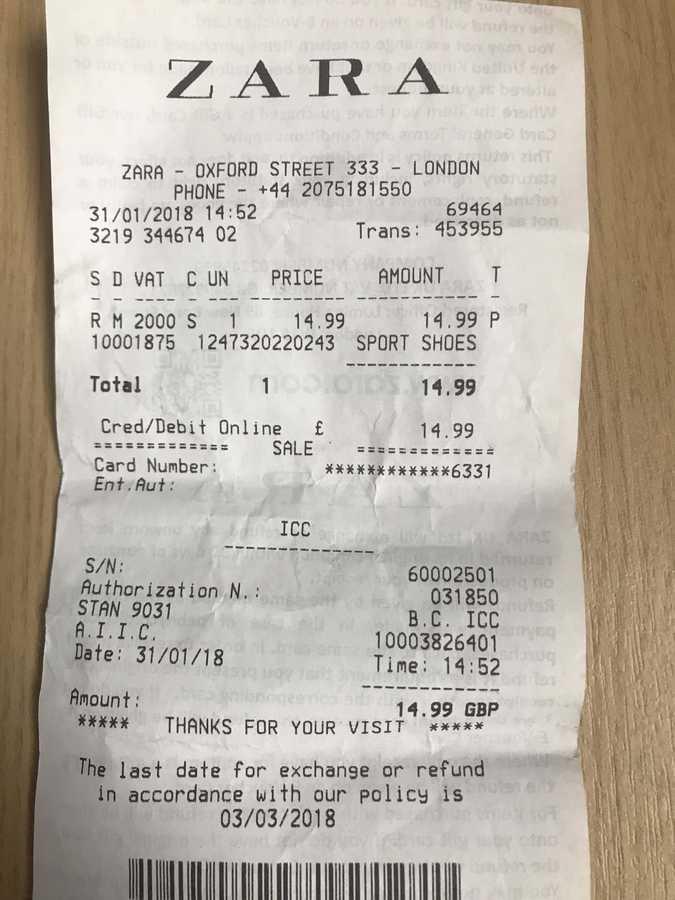 ZARA
ZARA - OXFORD STREET 333 - LONDON
PHONE - +44 2075181550
31/01/2018 14:52 69464
3219 344674 02 Trans: 453955
S D VAT C UN PRICE AMOUNT T
R M 2000 S 1 14.99 14.99 P
10001875 1247320220243 SPORT SHOES
Total 1 14.99
Cred/Debit Online £ 14.99
============= SALE =============
Card Number: ************6331
Ent.Aut:
ICC
S/N: 60002501
Authorization N.: 031850
STAN 9031 B.C. ICC
A.I.I.C. 10003826401
Date: 31/01/18 Time: 14:52
Amount: 14.99 GBP
***** THANKS FOR YOUR VISIT *****
The last date for exchange or refund
in accordance with our policy is
03/03/2018